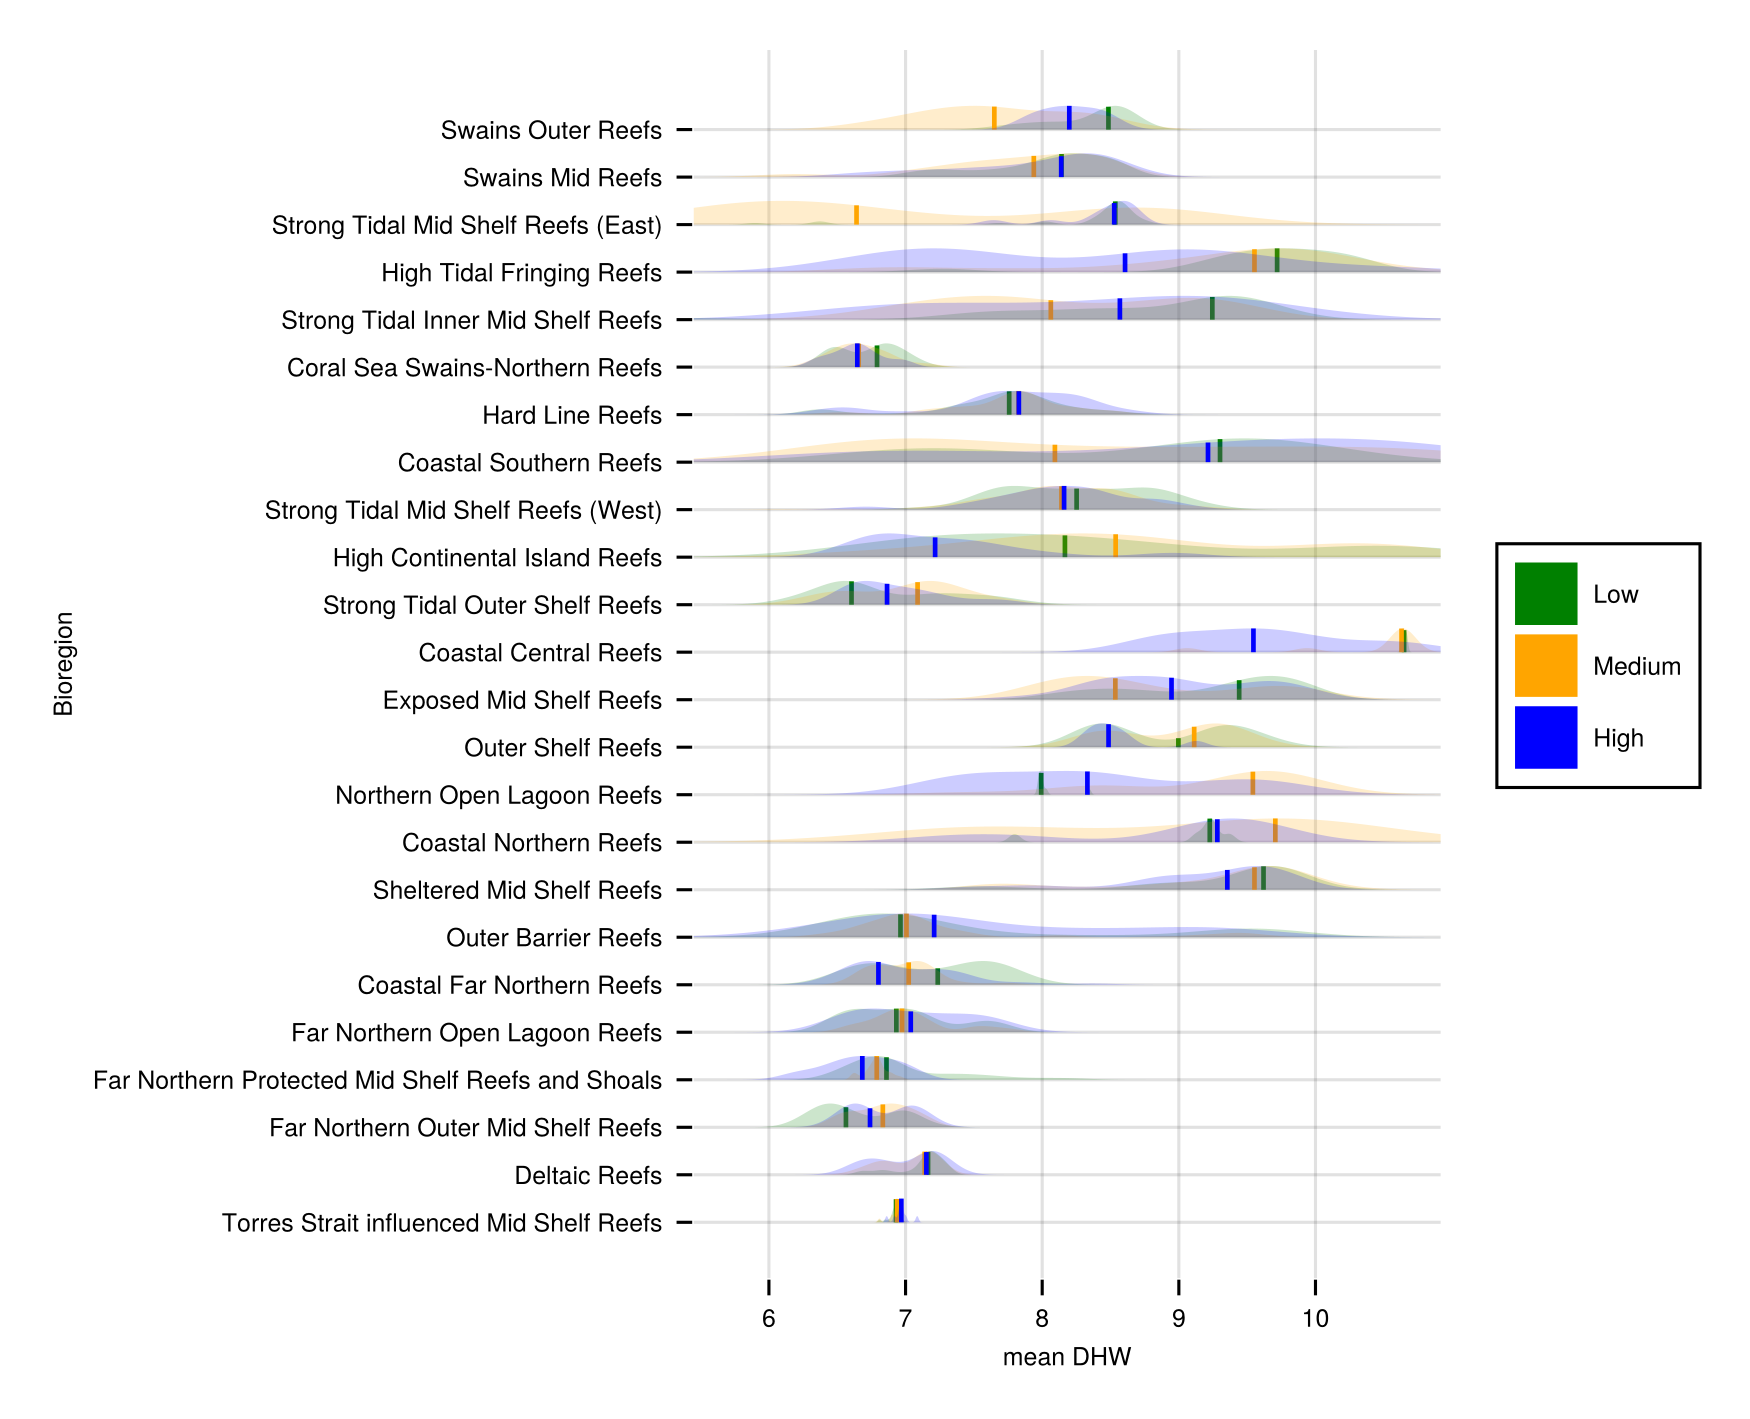 Swains Outer Reefs
Swains Mid Reefs
Strong Tidal Mid Shelf Reefs (East)
High Tidal Fringing Reefs
Strong Tidal Inner Mid Shelf Reefs
Coral Sea Swains-Northern Reefs
Hard Line Reefs
Coastal Southern Reefs
Strong Tidal Mid Shelf Reefs (West)
High Continental Island Reefs
Strong Tidal Outer Shelf Reefs
Coastal Central Reefs
Exposed Mid Shelf Reefs
Outer Shelf Reefs
Northern Open Lagoon Reefs
Coastal Northern Reefs
Sheltered Mid Shelf Reefs
Outer Barrier Reefs
Coastal Far Northern Reefs
Far Northern Open Lagoon Reefs
Far Northern Protected Mid Shelf Reefs and Shoals
Far Northern Outer Mid Shelf Reefs
Deltaic Reefs
Torres Strait influenced Mid Shelf Reefs
Bioregion
6 7 8 9 10
mean DHW
Low
Medium
High